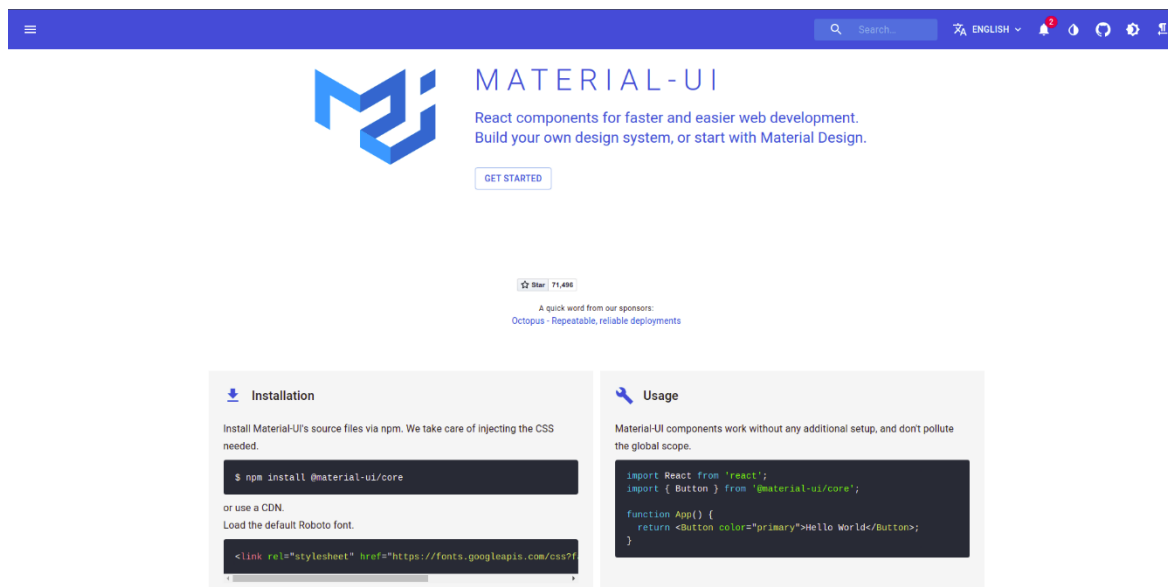 Search...
ENGLISH
2
MATERIAL-UI
React components for faster and easier web development.
Build your own design system, or start with Material Design.
GET STARTED
Star 71,496
A quick word from our sponsors:
Octopus - Repeatable, reliable deployments
Installation
Install Material-UI's source files via npm. We take care of injecting the CSS
needed.
$ npm install @material-ui/core
or use a CDN.
Load the default Roboto font.
<link rel="stylesheet" href="https://fonts.googleapis.com/css?f
Usage
Material-UI components work without any additional setup, and don't pollute
the global scope.
import React from 'react';
import { Button } from '@material-ui/core';
function App() {
return <Button color="primary">Hello World</Button>;
}